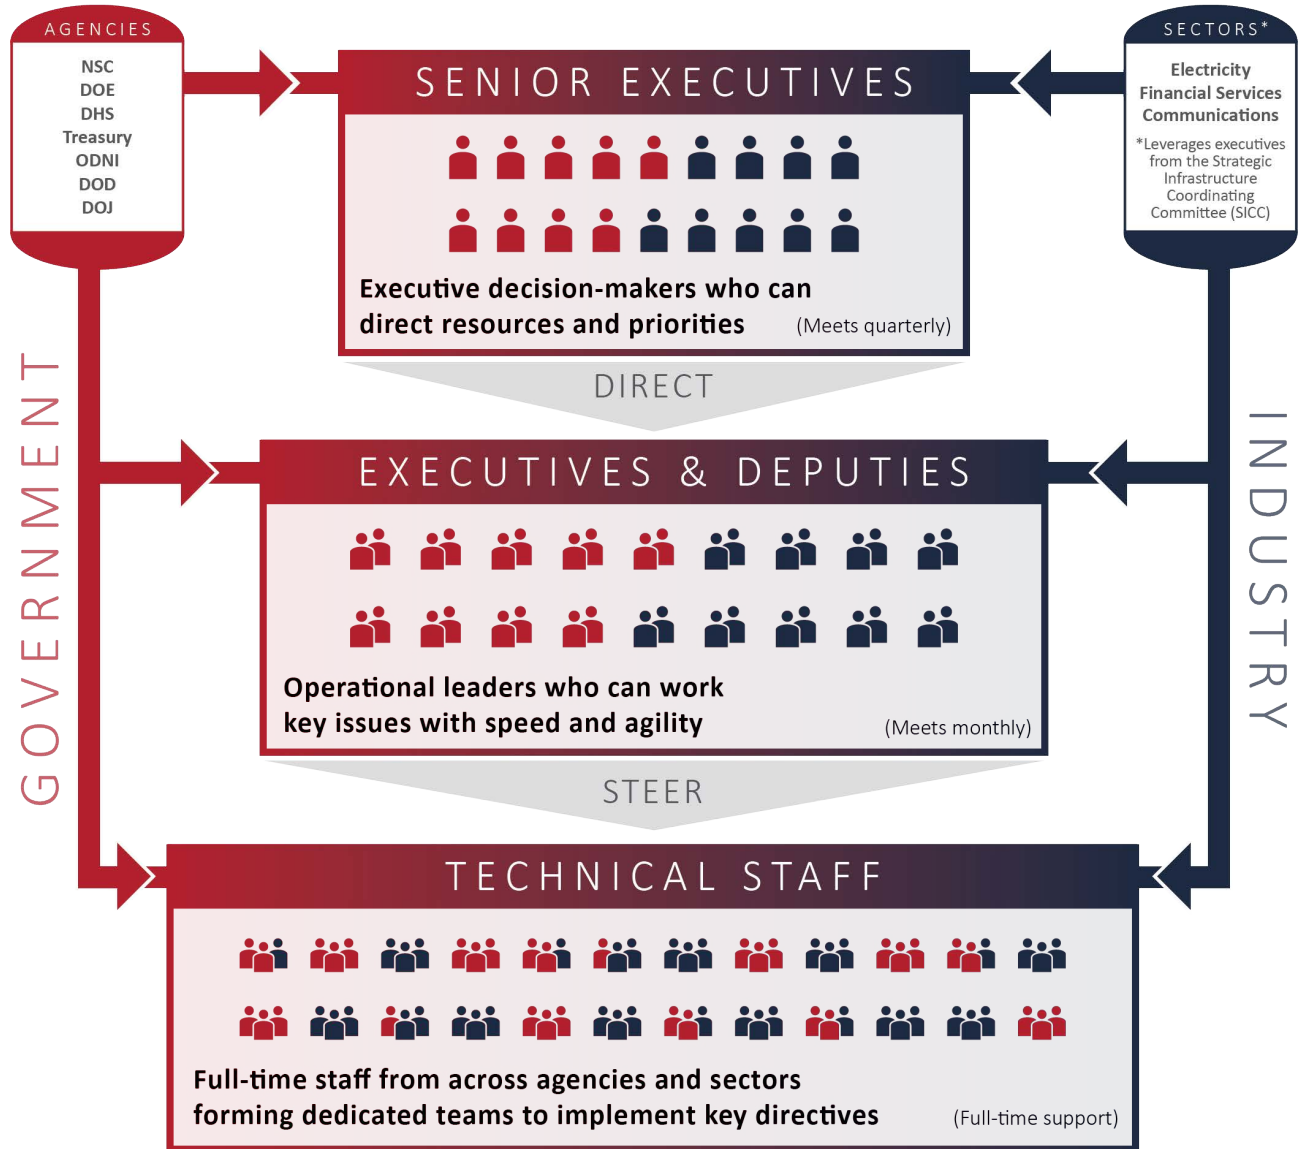 AGENCIES
NSC
DOE
DHS
Treasury
ODNI
DOD
DOJ
SECTORS*
Electricity
Financial Services
Communications
*Leverages executives
from the Strategic
Infrastructure
Coordinating
Committee (SICC)
GOVERNMENT
INDUSTRY
SENIOR EXECUTIVES
Executive decision-makers who can
direct resources and priorities (Meets quarterly)
DIRECT
EXECUTIVES & DEPUTIES
Operational leaders who can work
key issues with speed and agility (Meets monthly)
STEER
TECHNICAL STAFF
Full-time staff from across agencies and sectors
forming dedicated teams to implement key directives (Full-time support)